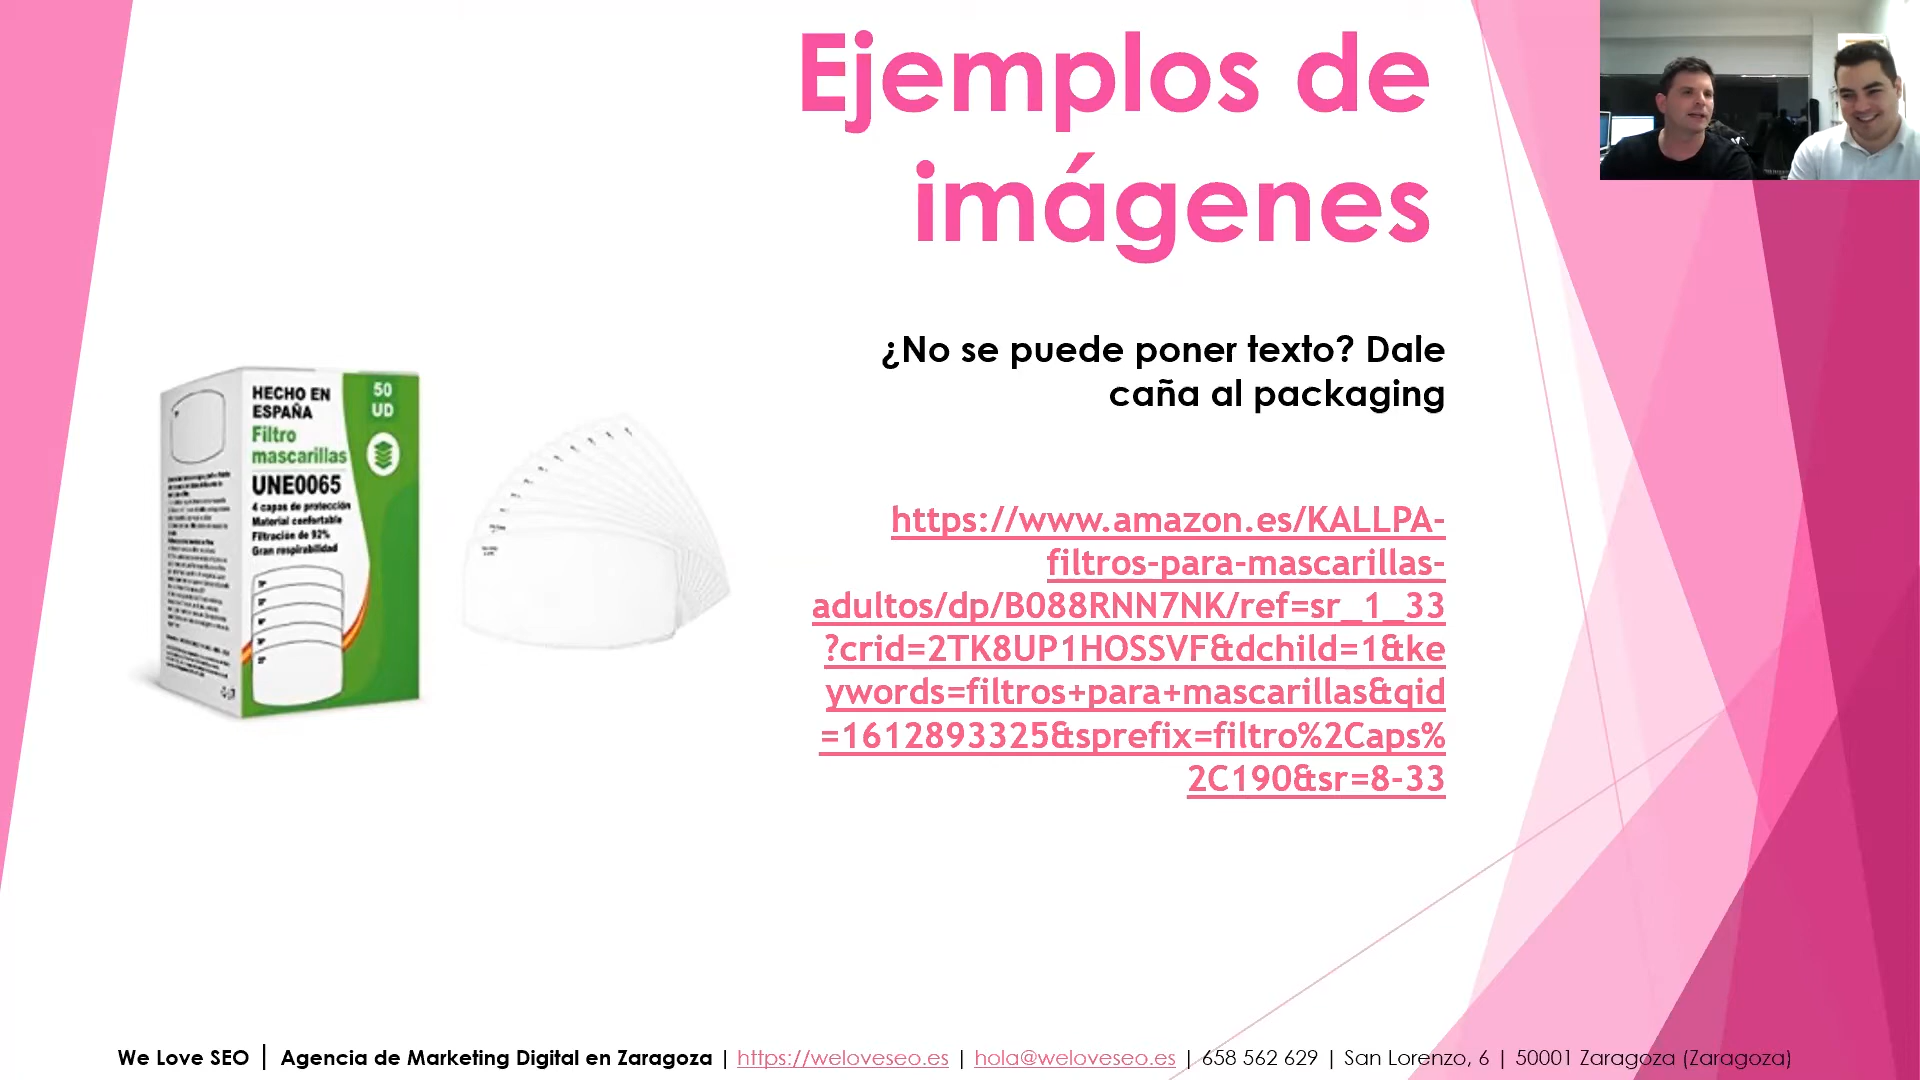 Ejemplos de
imágenes
¿No se puede poner texto? Dale
caña al packaging
HECHO EN
ESPAÑA
Filtro
mascarillas
UNE0065
4 capas de protección
Material confortable
Filtración de 92%
Gran respirabilidad
50
UD
https://www.amazon.es/KALLPA-
filtros-para-mascarillas-
adultos/dp/B088RNN7NK/ref=sr_1_33
?crid=2TK8UP1HOSSVF&dchild=1&ke
ywords=filtros+para+mascarillas&qid
=1612893325&sprefix=filtro%2Caps%
2C190&sr=8-33
We Love SEO | Agencia de Marketing Digital en Zaragoza | https://weloveseo.es | hola@weloveseo.es | 658 562 629 | San Lorenzo, 6 | 50001 Zaragoza (Zaragoza)